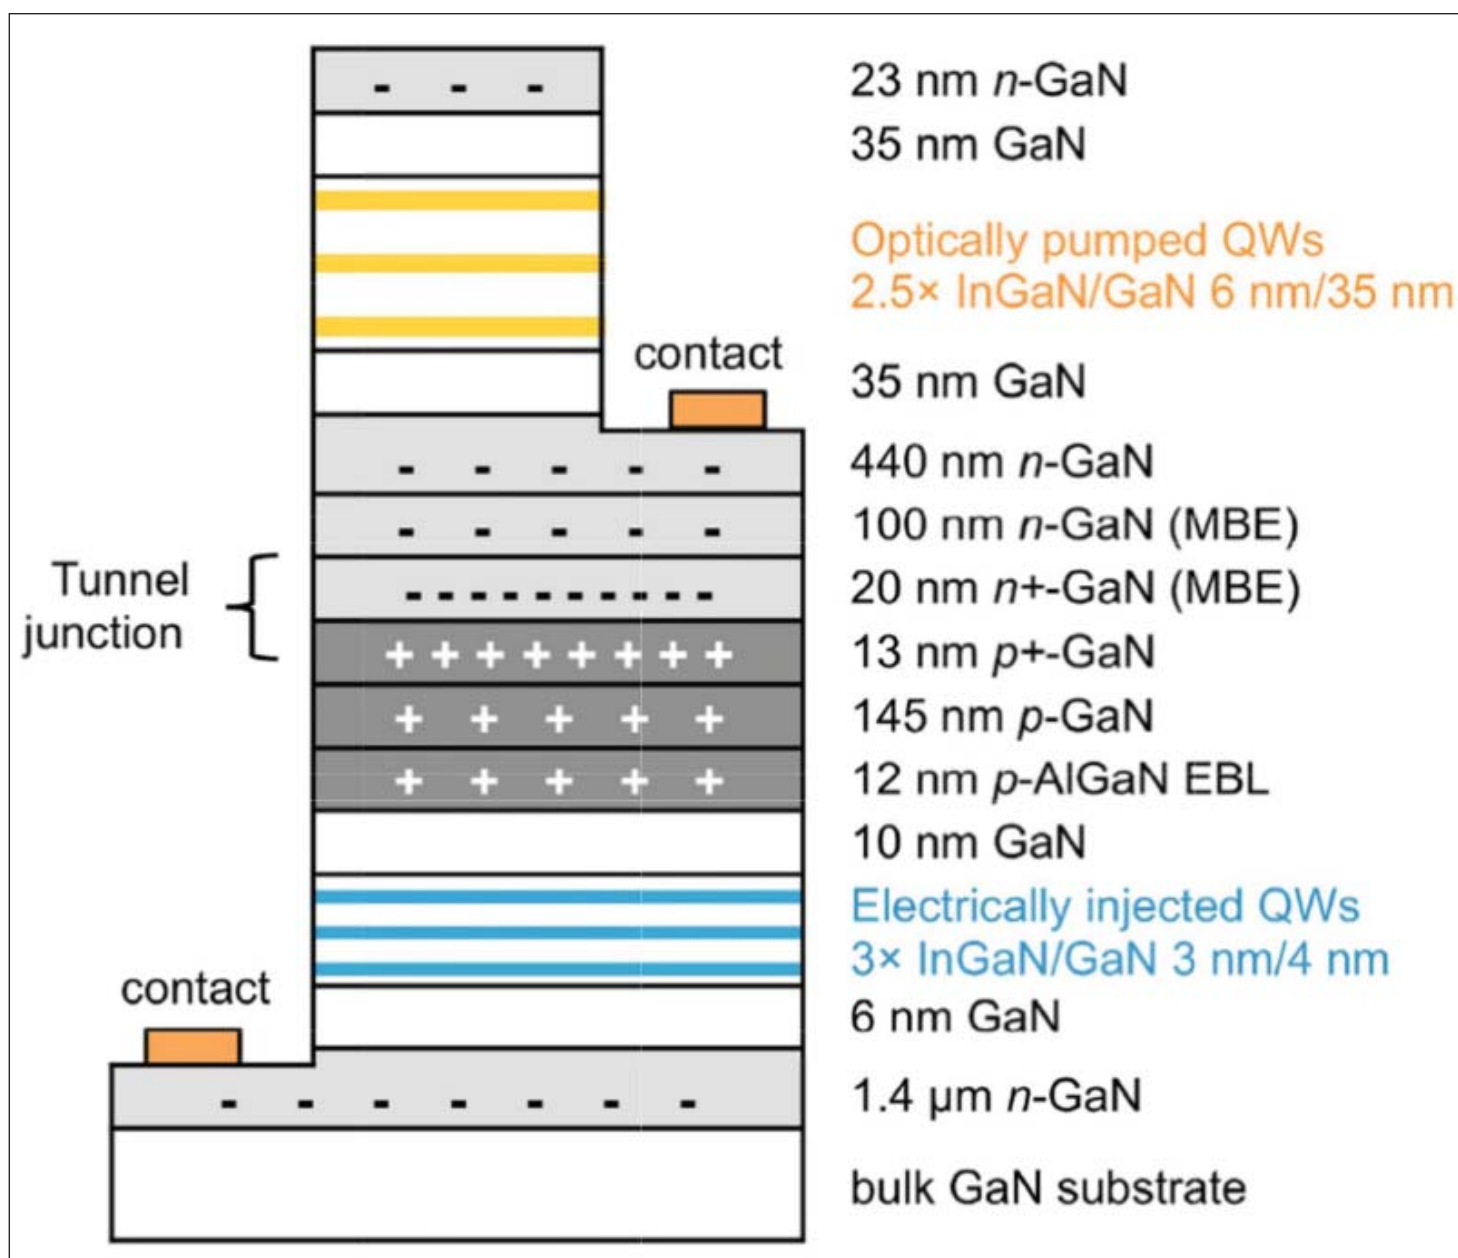 23 nm n-GaN
35 nm GaN
Optically pumped QWs
2.5× InGaN/GaN 6 nm/35 nm
contact
35 nm GaN
440 nm n-GaN
100 nm n-GaN (MBE)
Tunnel
junction
20 nm n+-GaN (MBE)
13 nm p+-GaN
145 nm p-GaN
12 nm p-AlGaN EBL
10 nm GaN
Electrically injected QWs
3× InGaN/GaN 3 nm/4 nm
contact
6 nm GaN
1.4 μm n-GaN
bulk GaN substrate